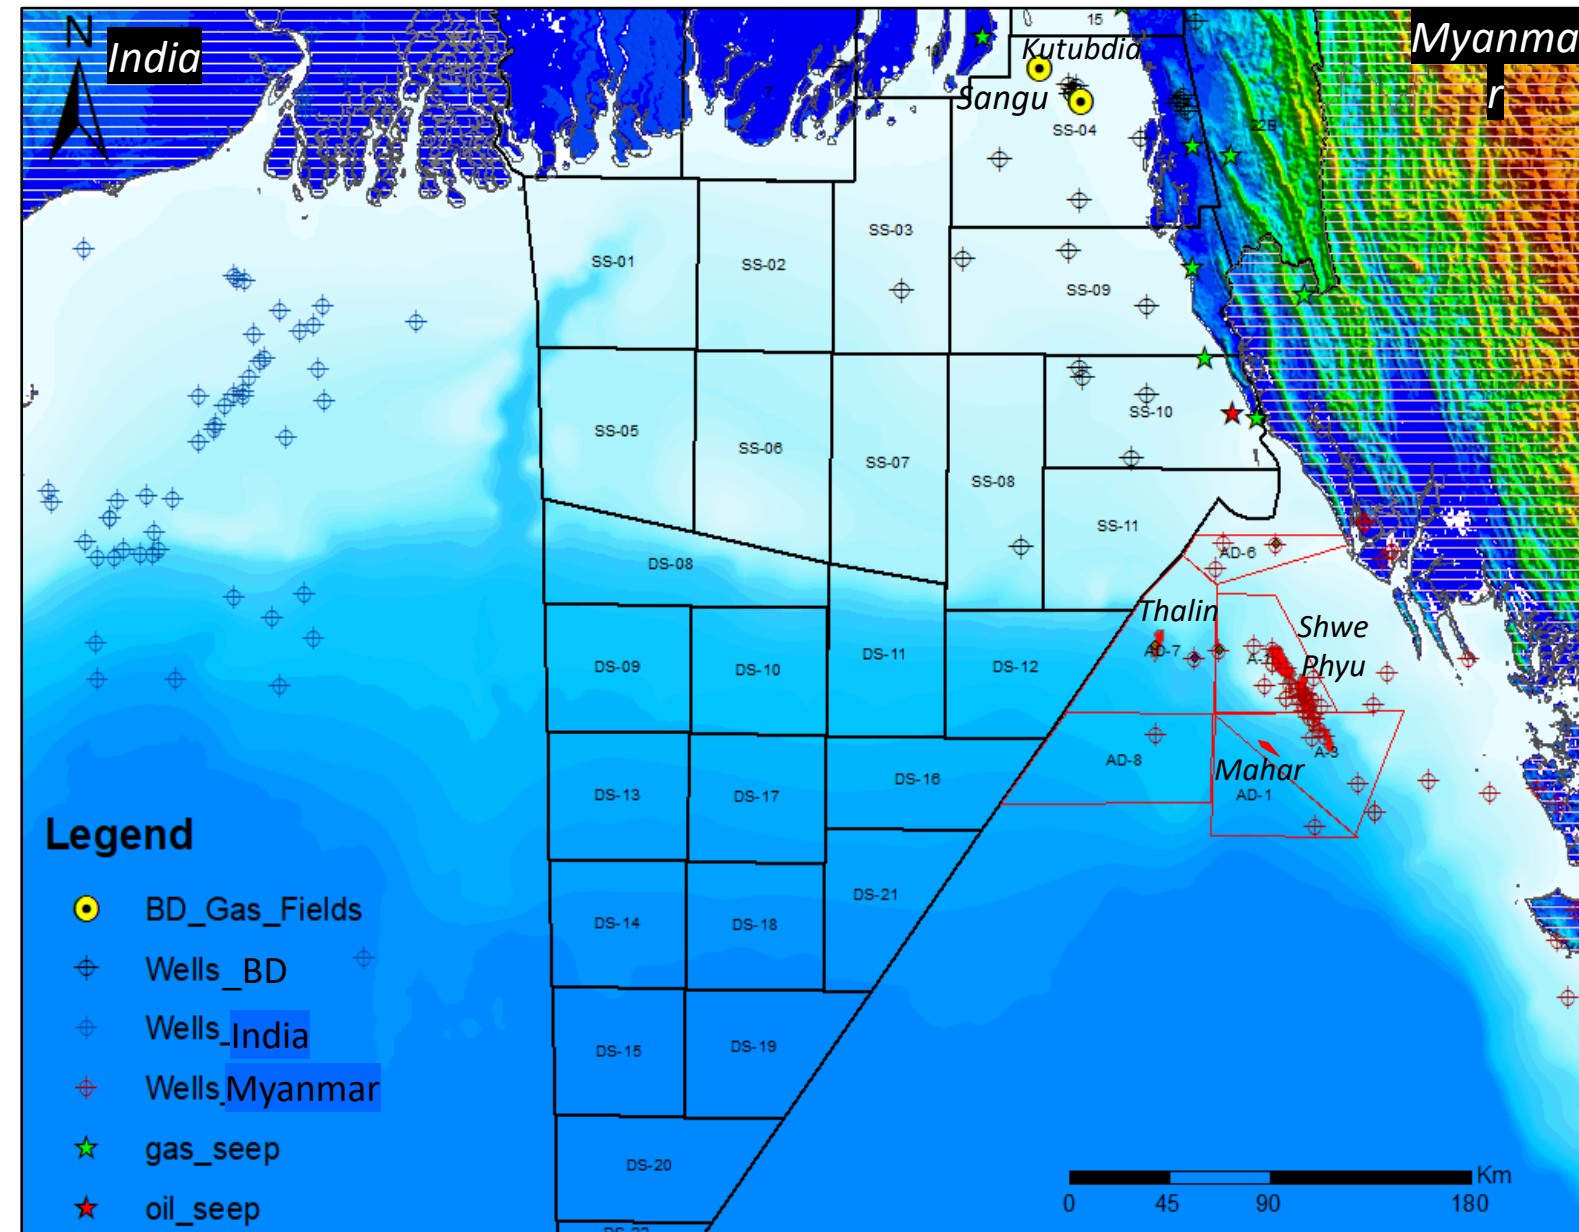 N
India
Myanma
r
15
Kutubdia
Sangu
SS-04
22B
SS-03
SS-01
SS-02
SS-09
SS-10
SS-05
SS-06
SS-07
SS-08
SS-11
AD-6
DS-08
Thalin
Shwe
Phyu
AD-7
DS-09
DS-10
DS-11
DS-12
AD-8
A-3
Mahar
AD-1
DS-13
DS-17
DS-16
DS-14
DS-18
DS-21
DS-15
DS-19
DS-20
Legend
BD_Gas_Fields
Wells_BD
Wells_India
Wells_Myanmar
gas_seep
oil_seep
Km
0 45 90 180